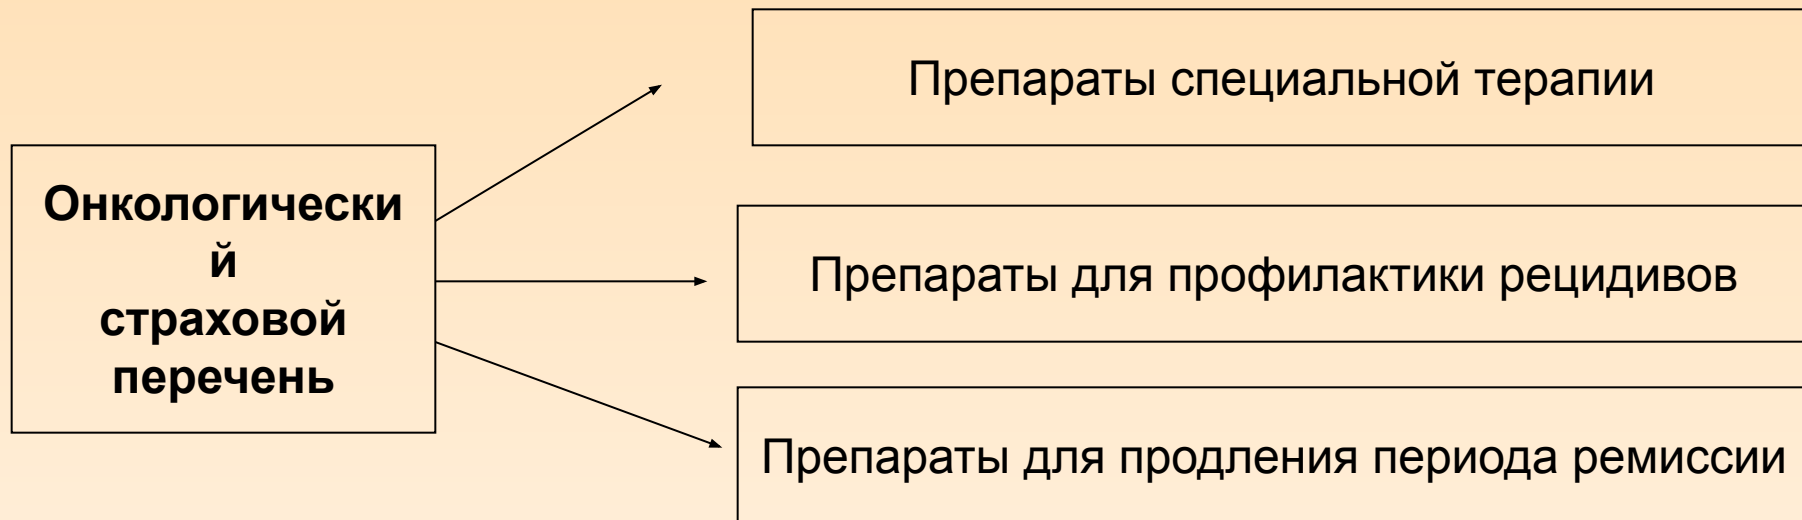 Препараты специальной терапии
Онкологически
й
страховой
перечень
Препараты для профилактики рецидивов
Препараты для продления периода ремиссии